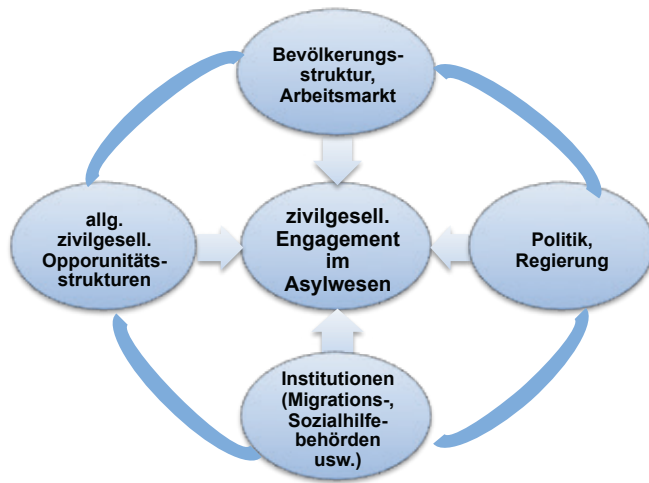 Bevölkerungs-
struktur,
Arbeitsmarkt
allg.
zivilgesell.
Opporunitäts-
strukturen
zivilgesell.
Engagement
im
Asylwesen
Politik,
Regierung
Institutionen
(Migrations-,
Sozialhilfe-
behörden
usw.)